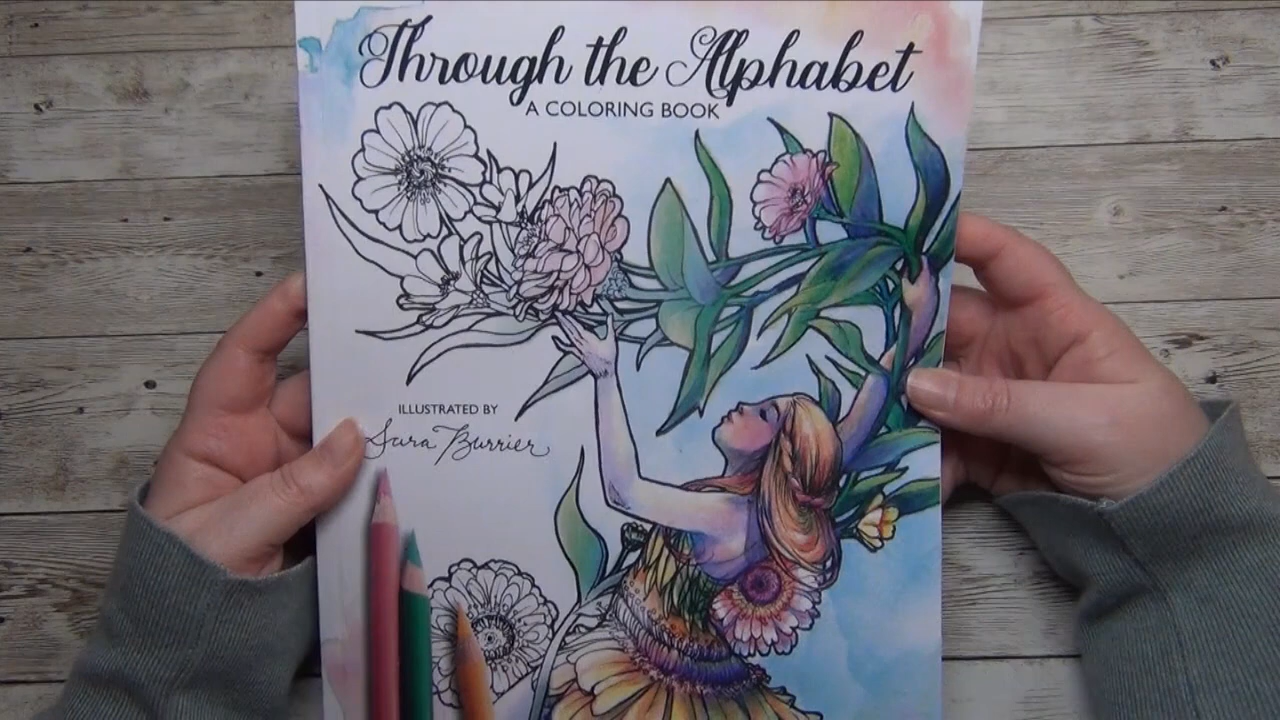 Through the Alphabet
A COLORING BOOK
ILLUSTRATED BY
Sara Burrier